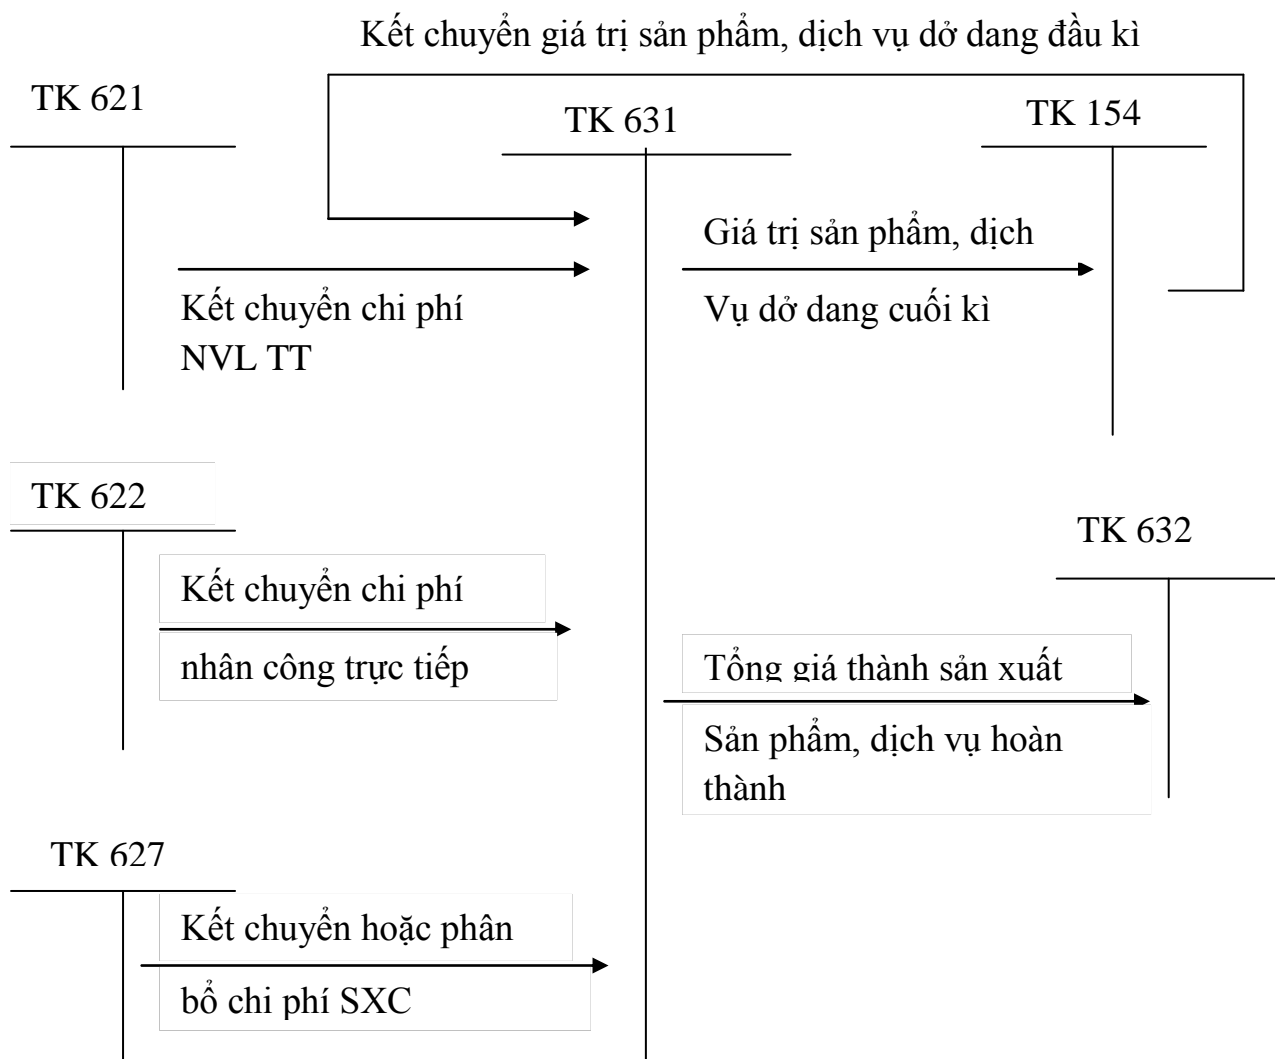 Kết chuyển giá trị sản phẩm, dịch vụ dở dang đầu kì
TK 621
TK 631
TK 154
Giá trị sản phẩm, dịch
Vụ dở dang cuối kì
Kết chuyển chi phí
NVL TT
TK 622
TK 632
Kết chuyển chi phí
nhân công trực tiếp
Tổng giá thành sản xuất
Sản phẩm, dịch vụ hoàn
thành
TK 627
Kết chuyển hoặc phân
bổ chi phí SXC